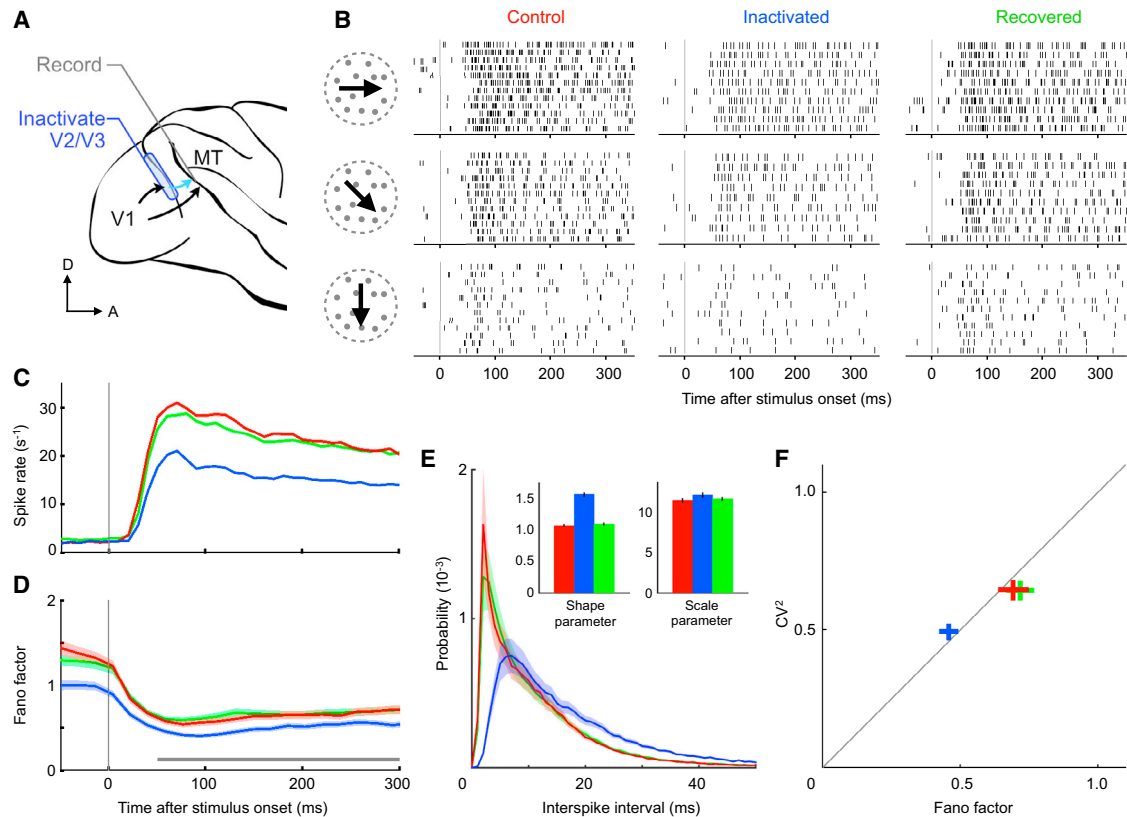 A
Record
Inactivate
V2/V3
MT
V1
D
A
B
Control
Inactivated
Recovered
0
100
200
300
0
100
200
300
0
100
200
300
Time after stimulus onset (ms)
C
Spike rate (s⁻¹)
30
20
10
0
D
Fano factor
2
1
0
0
100
200
300
Time after stimulus onset (ms)
E
Probability (10⁻³)
2
1
0
0
20
40
Interspike interval (ms)
1.5
1.0
0.5
0
Shape
parameter
12
8
4
0
Scale
parameter
F
CV²
1.0
0.5
0
0
0.5
1.0
Fano factor